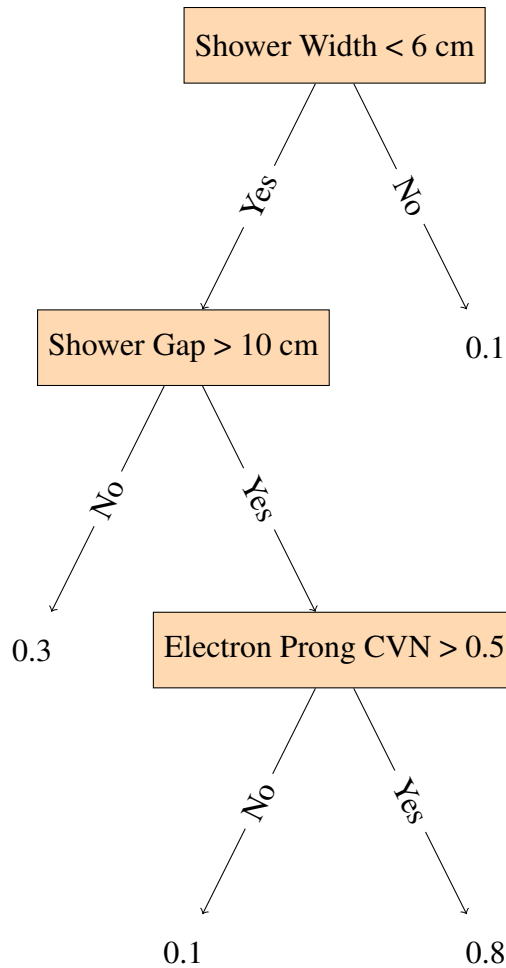 Shower Width < 6 cm
Yes
No
Shower Gap > 10 cm
0.1
No
Yes
0.3
Electron Prong CVN > 0.5
No
Yes
0.1
0.8